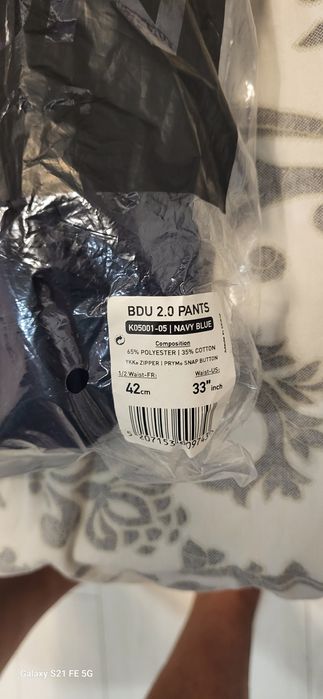 BDU 2.0 PANTS
K05001-05 | NAVY BLUE
Composition
65% POLYESTER | 35% COTTON
YKK® ZIPPER | PRYM® SNAP BUTTON
1/2 Waist-FR: Waist-US:
42cm 33" inch
Galaxy S21 FE 5G